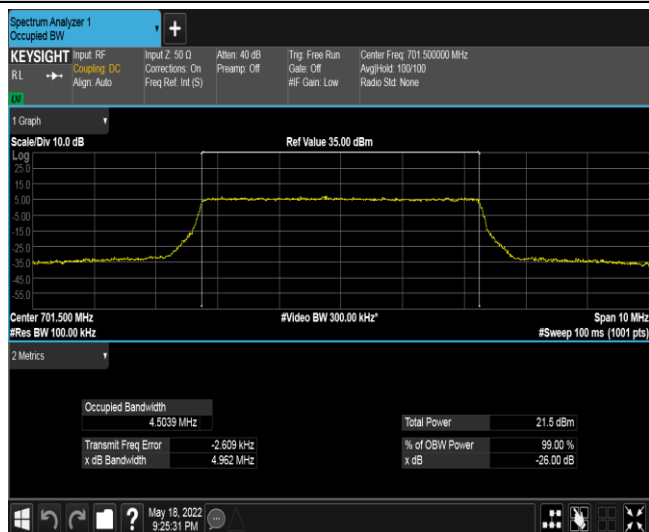 Spectrum Analyzer 1
Occupied BW
+
KEYSIGHT Input: RF Input Z: 50 Ω Atten: 40 dB Trig: Free Run Center Freq: 701.500000 MHz
RL Coupling: DC Corrections: On Preamp: Off Gate: Off Avg|Hold: 100/100
Align: Auto Freq Ref: Int (S) #IF Gain: Low Radio Std: None
1 Graph
Scale/Div 10.0 dB Ref Value 35.00 dBm
Log
25.0
15.0
5.00
-5.00
-15.0
-25.0
-35.0
-45.0
-55.0
Center 701.500 MHz #Video BW 300.00 kHz* Span 10 MHz
#Res BW 100.00 kHz #Sweep 100 ms (1001 pts)
2 Metrics
Occupied Bandwidth
4.5039 MHz Total Power 21.5 dBm
Transmit Freq Error -2.609 kHz % of OBW Power 99.00 %
x dB Bandwidth 4.962 MHz x dB -26.00 dB
? May 18, 2022
9:25:31 PM